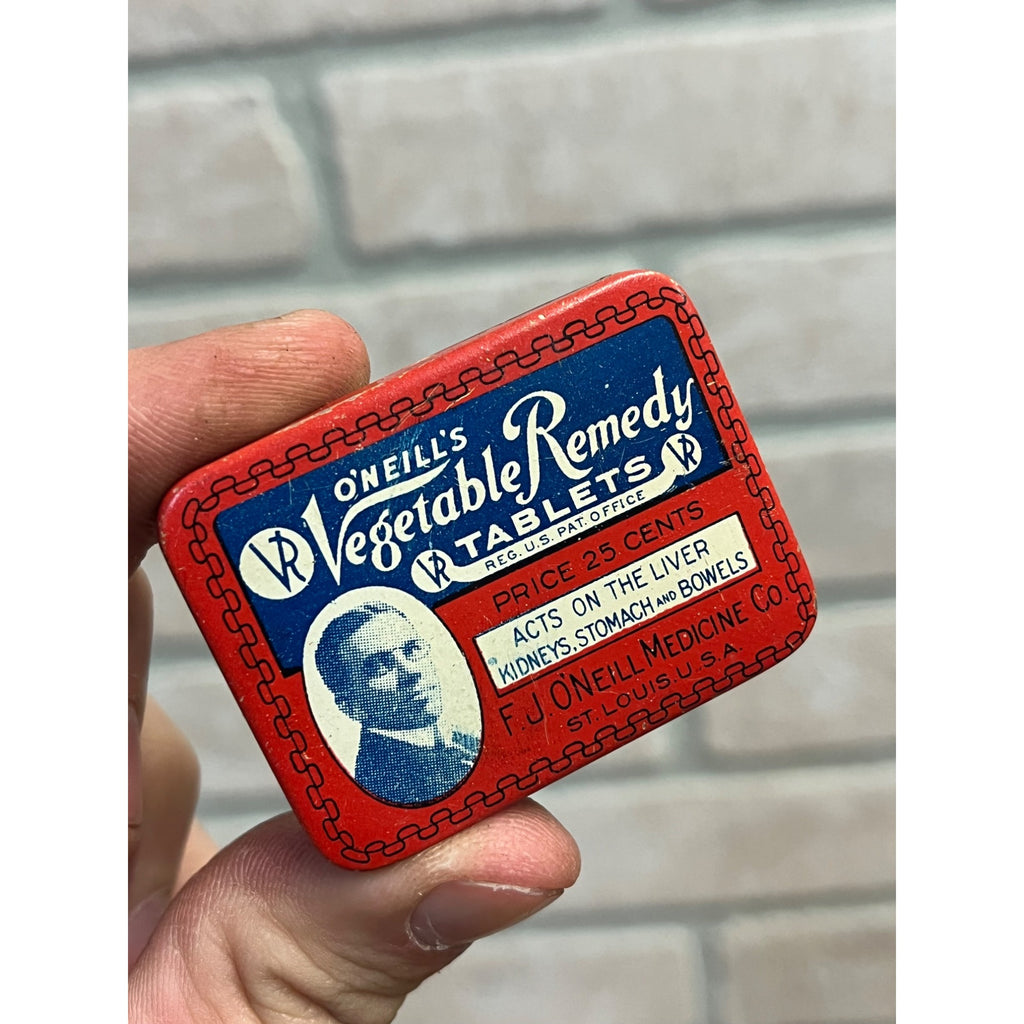 O'NEILL'S
VR Vegetable Remedy
VR TABLETS VR
REG. U.S. PAT. OFFICE
PRICE 25 CENTS
ACTS ON THE LIVER
KIDNEYS, STOMACH AND BOWELS
F. J. O'NEILL MEDICINE CO
ST. LOUIS. U.S.A